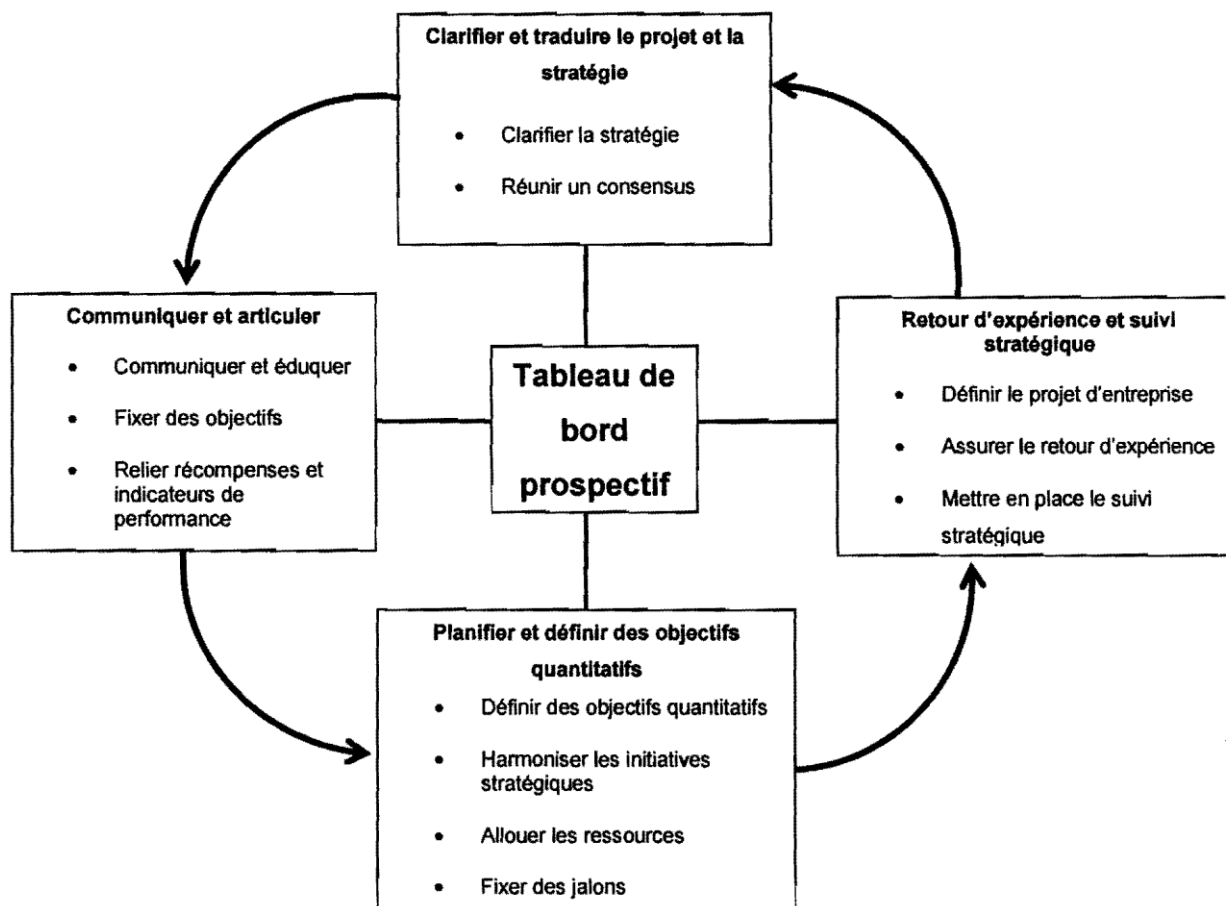 Clarifier et traduire le projet et la
stratégie
• Clarifier la stratégie
• Réunir un consensus
Communiquer et articuler
• Communiquer et éduquer
• Fixer des objectifs
• Relier récompenses et
indicateurs de
performance
Tableau de
bord
prospectif
Retour d'expérience et suivi
stratégique
• Définir le projet d'entreprise
• Assurer le retour d'expérience
• Mettre en place le suivi
stratégique
Planifier et définir des objectifs
quantitatifs
• Définir des objectifs quantitatifs
• Harmoniser les initiatives
stratégiques
• Allouer les ressources
• Fixer des jalons